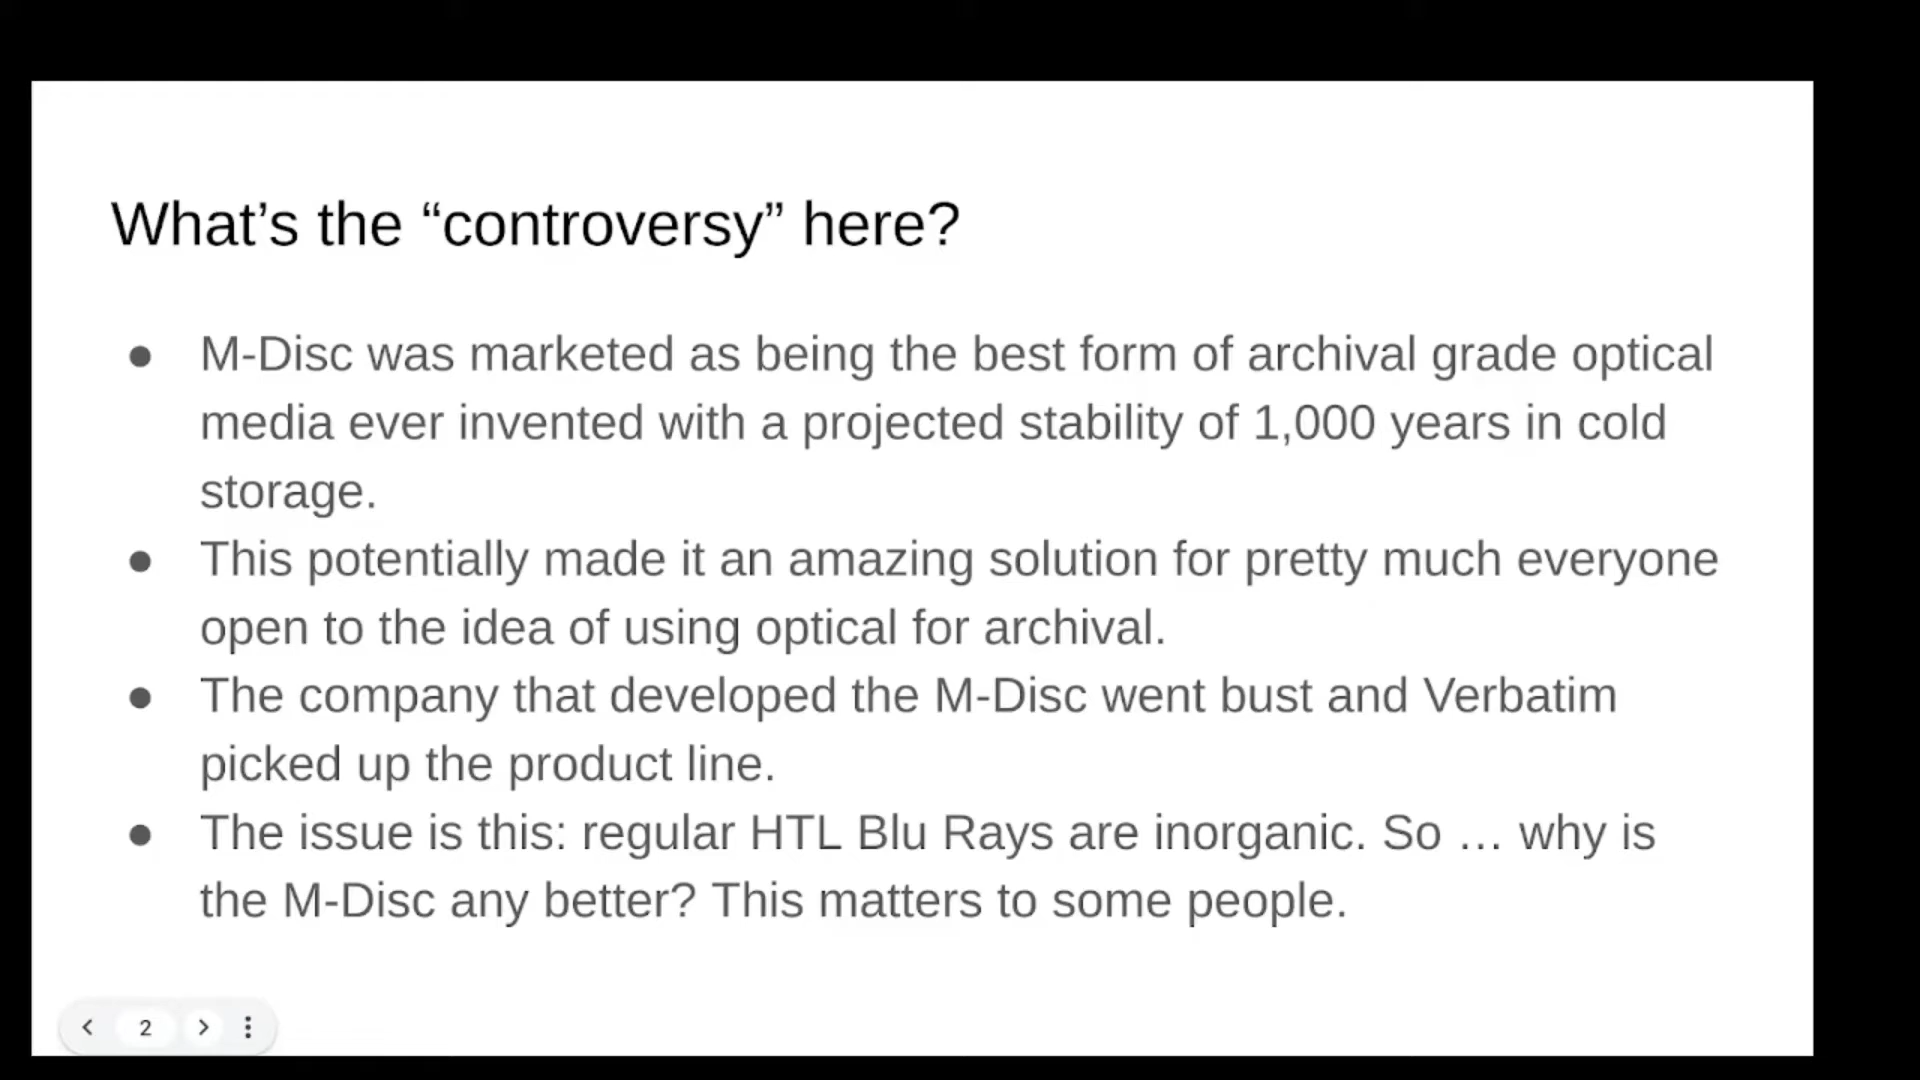 What’s the “controversy” here?
● M-Disc was marketed as being the best form of archival grade optical
media ever invented with a projected stability of 1,000 years in cold
storage.
● This potentially made it an amazing solution for pretty much everyone
open to the idea of using optical for archival.
● The company that developed the M-Disc went bust and Verbatim
picked up the product line.
● The issue is this: regular HTL Blu Rays are inorganic. So … why is
the M-Disc any better? This matters to some people.
2